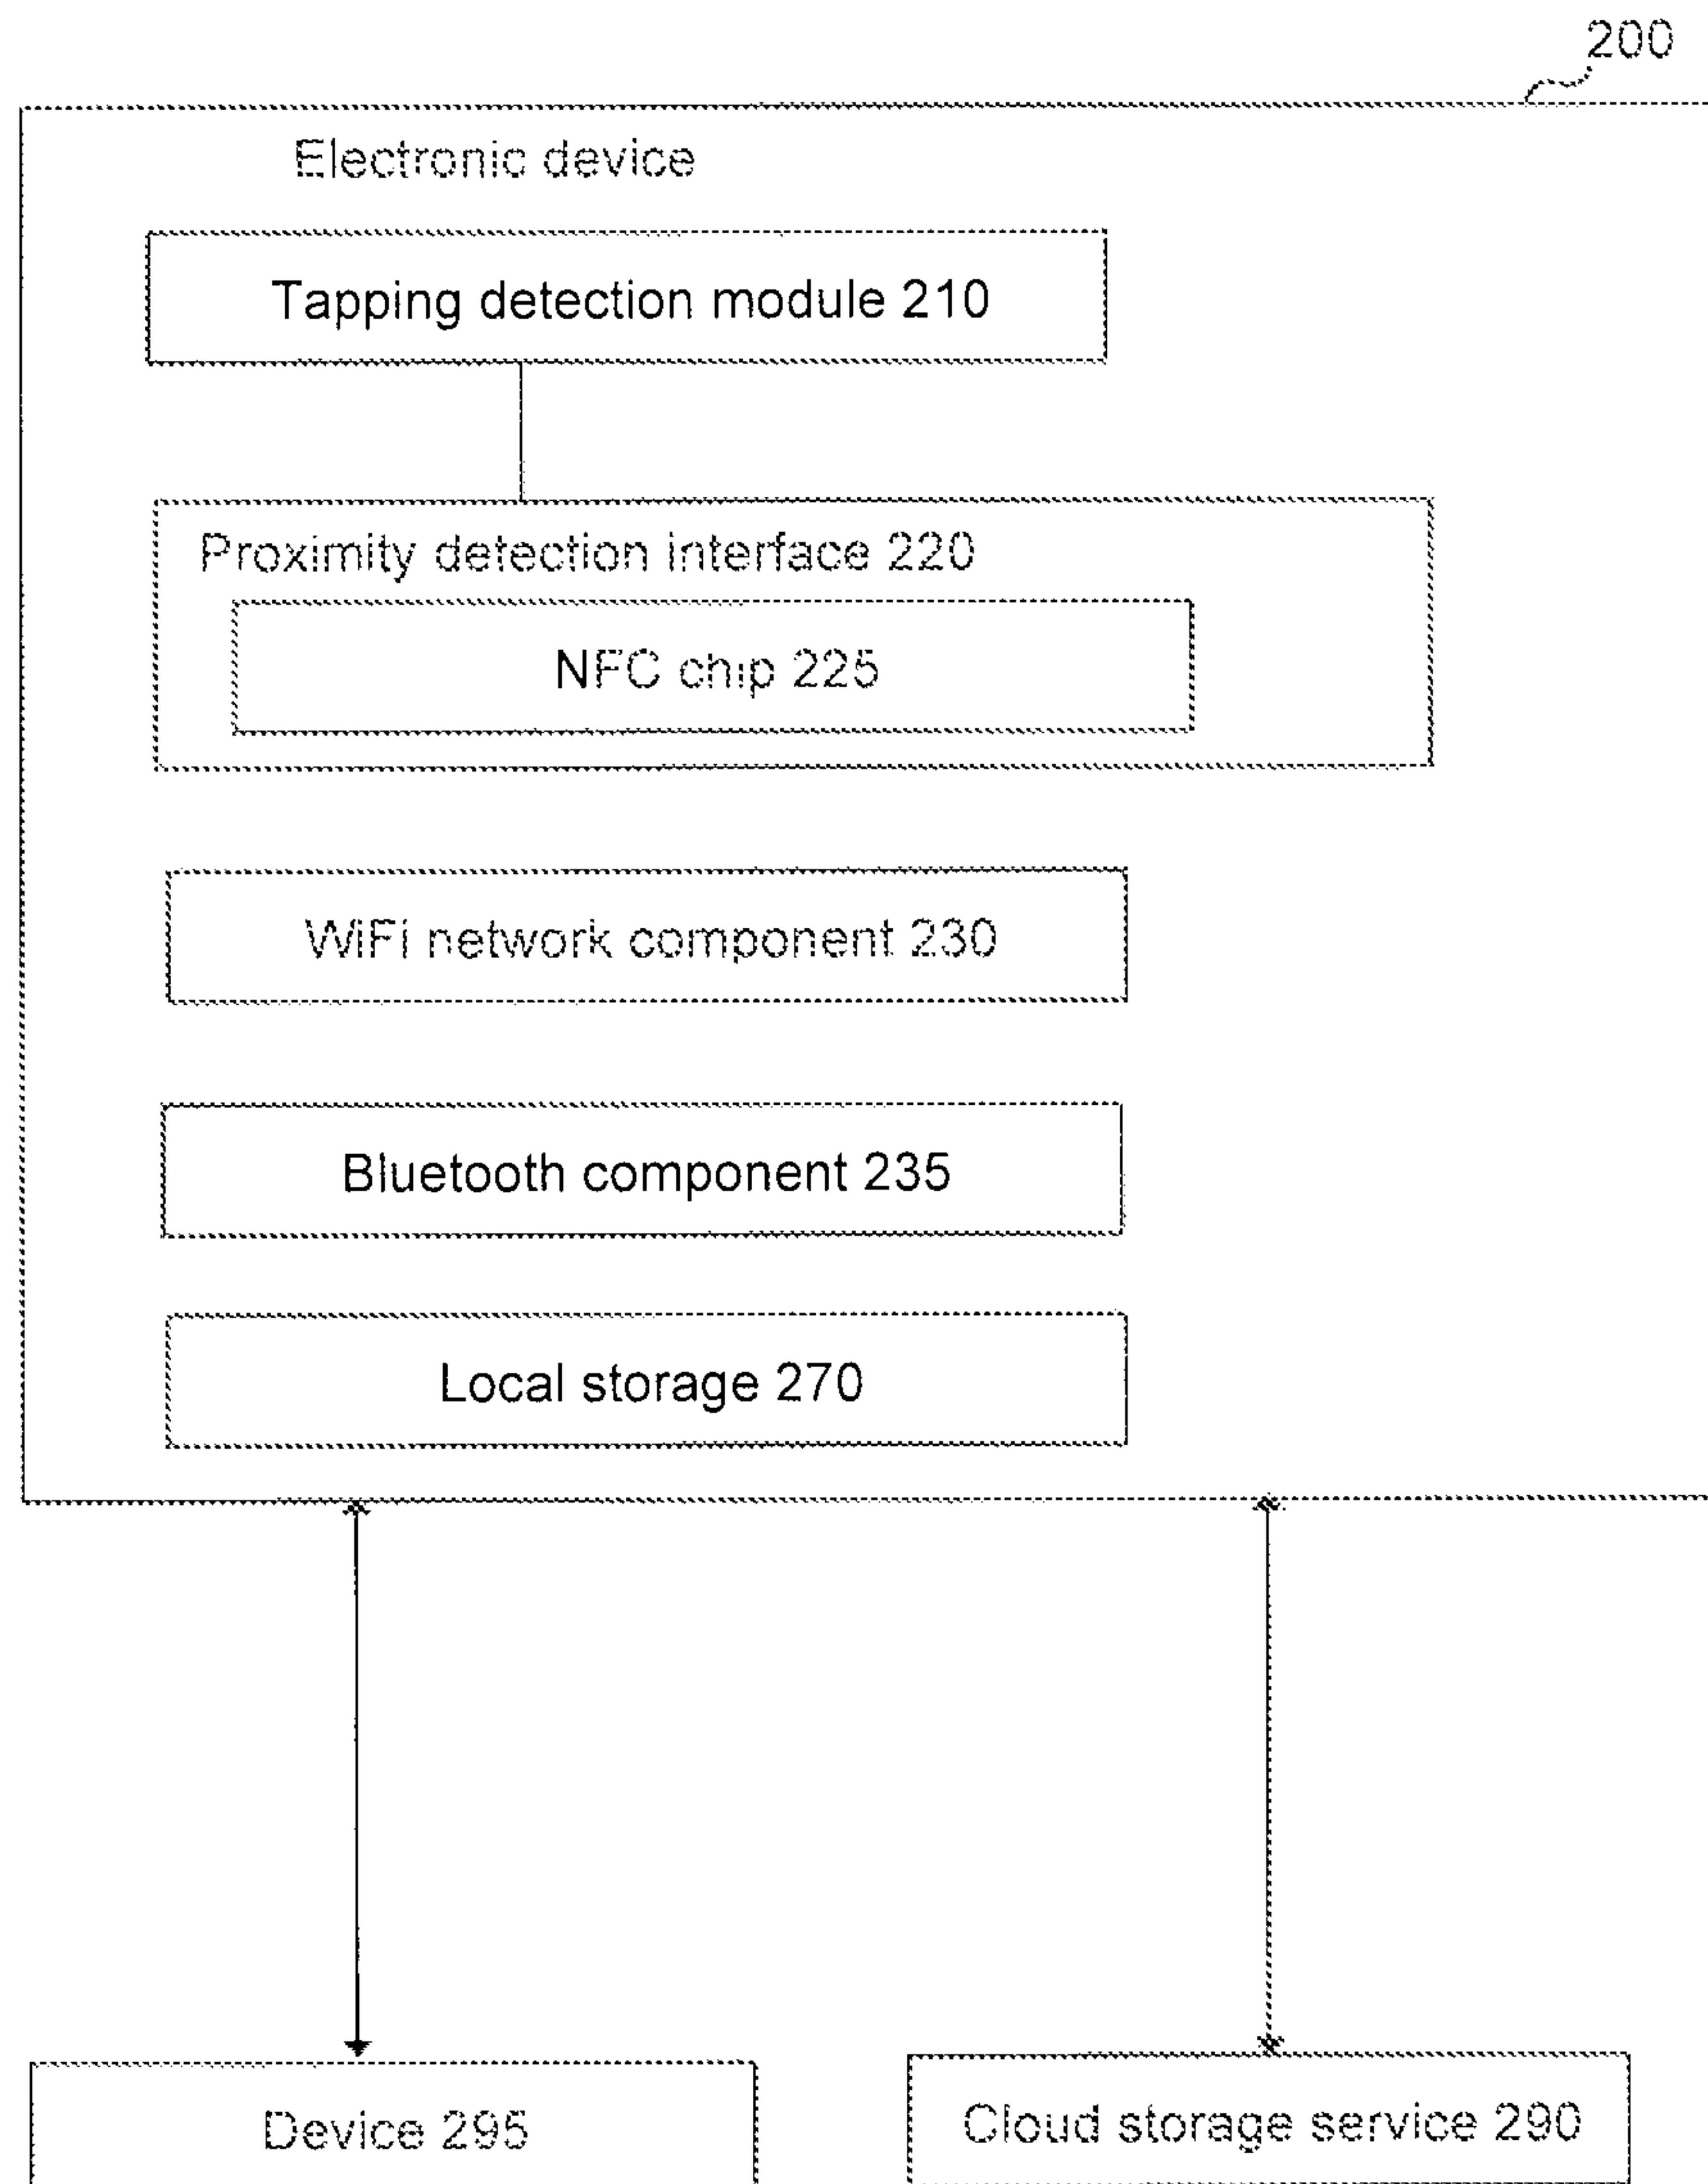 200
Electronic device
Tapping detection module 210
Proximity detection interface 220
NFC chip 225
WiFi network component 230
Bluetooth component 235
Local storage 270
Device 295
Cloud storage service 290